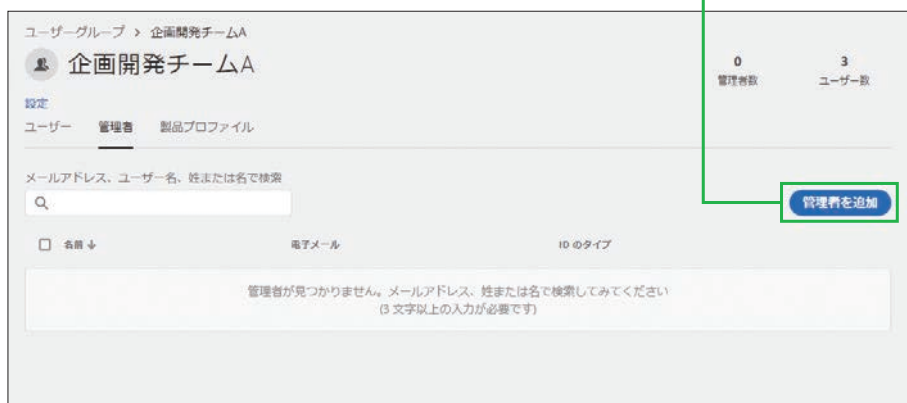 ユーザーグループ > 企画開発チームA
企画開発チームA
0
管理者数
3
ユーザー数
設定
ユーザー 管理者 製品プロファイル
メールアドレス、ユーザー名、姓または名で検索
管理者を追加
名前 ↓ 電子メール ID のタイプ
管理者が見つかりません。メールアドレス、姓または名で検索してみてください
(3 文字以上の入力が必要です)